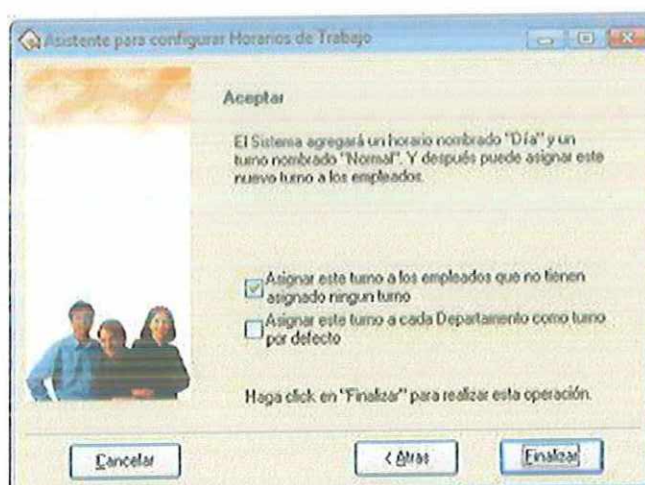 Asistente para configurar Horarios de Trabajo
Aceptar
El Sistema agregará un horario nombrado "Día" y un
turno nombrado "Normal". Y después puede asignar este
nuevo turno a los empleados.
Asignar este turno a los empleados que no tienen
asignado ningun turno
Asignar este turno a cada Departamento como turno
por defecto
Haga click en "Finalizar" para realizar esta operación.
Cancelar
< Atras
Finalizar